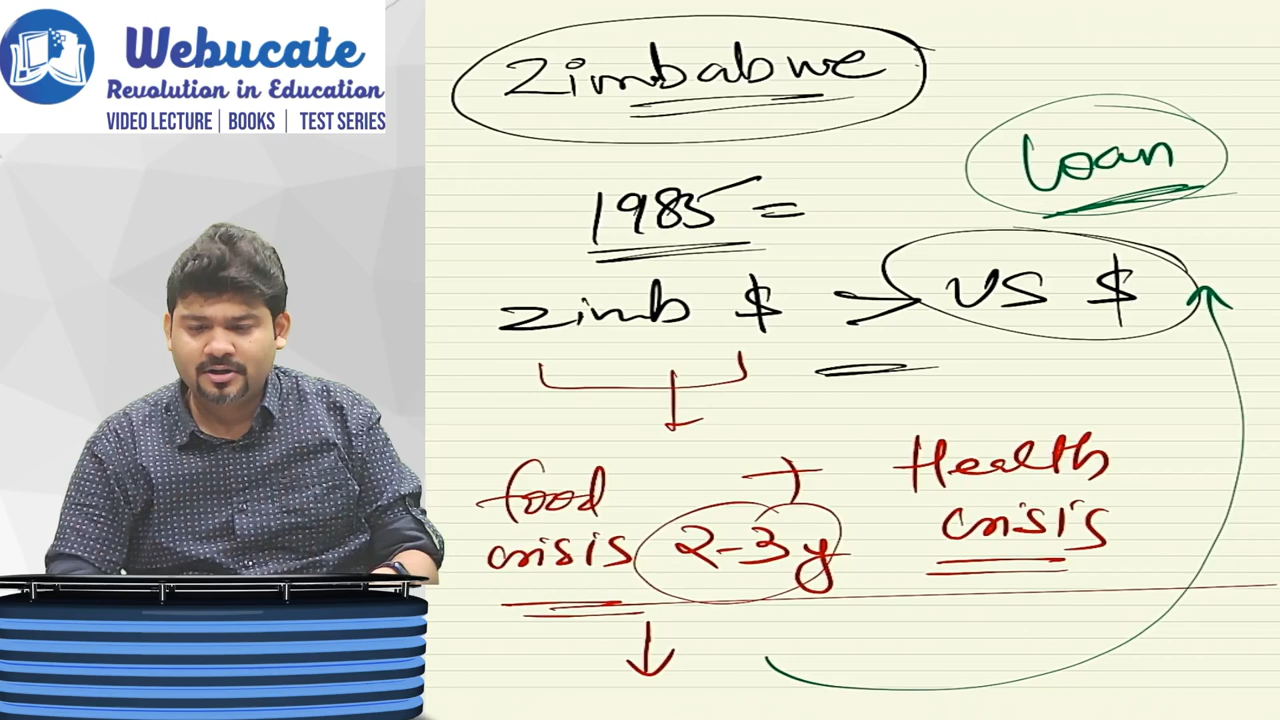 Webucate
Revolution in Education
VIDEO LECTURE | BOOKS | TEST SERIES
Zimbabwe
Loan
1985 =
Zimb $ → US $
food + Health
crisis 2-3y crisis